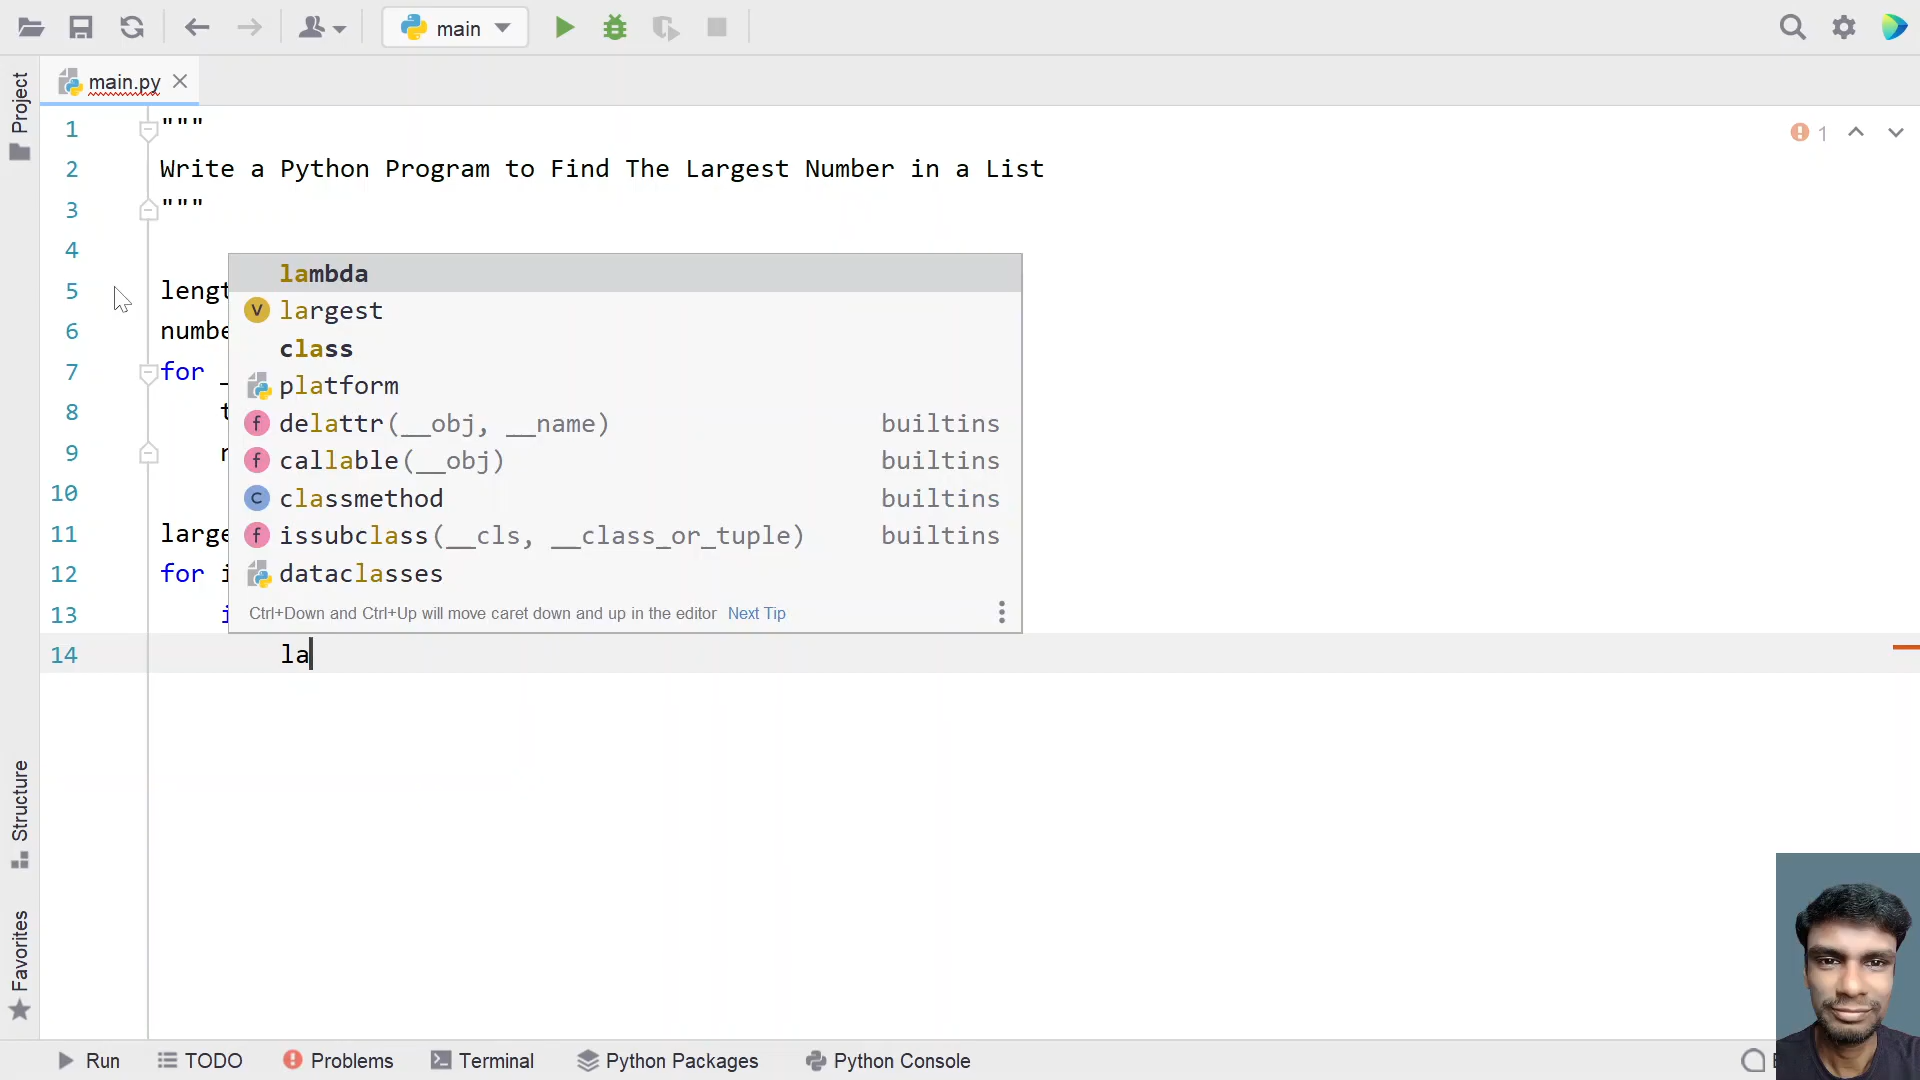 main
Project
main.py
1 """
1
2 Write a Python Program to Find The Largest Number in a List
3 """
4
lambda
5 lengt
V largest
6 numbe
class
7 for _
platform
8 t
f delattr(__obj, __name) builtins
9
f callable(__obj) builtins
10
c classmethod builtins
11 large
f issubclass(__cls, __class_or_tuple) builtins
12 for i
dataclasses
13 i
Ctrl+Down and Ctrl+Up will move caret down and up in the editor Next Tip
14 la
Structure
Favorites
Run TODO Problems Terminal Python Packages Python Console